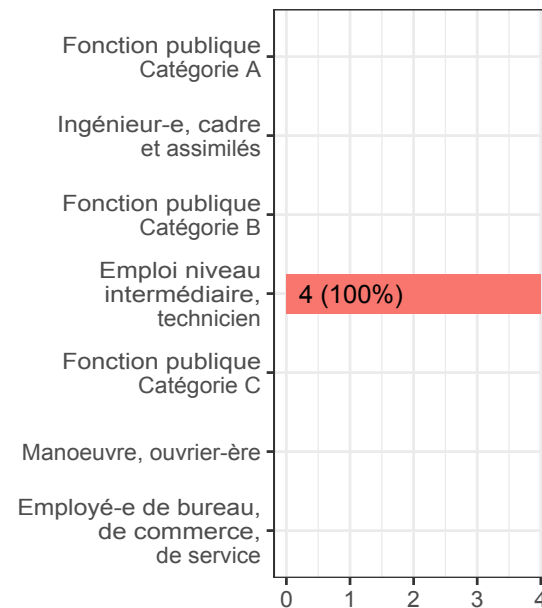 Fonction publique
Catégorie A
Ingénieur-e, cadre
et assimilés
Fonction publique
Catégorie B
Emploi niveau
intermédiaire,
technicien
4 (100%)
Fonction publique
Catégorie C
Manoeuvre, ouvrier-ère
Employé-e de bureau,
de commerce,
de service
0 1 2 3 4